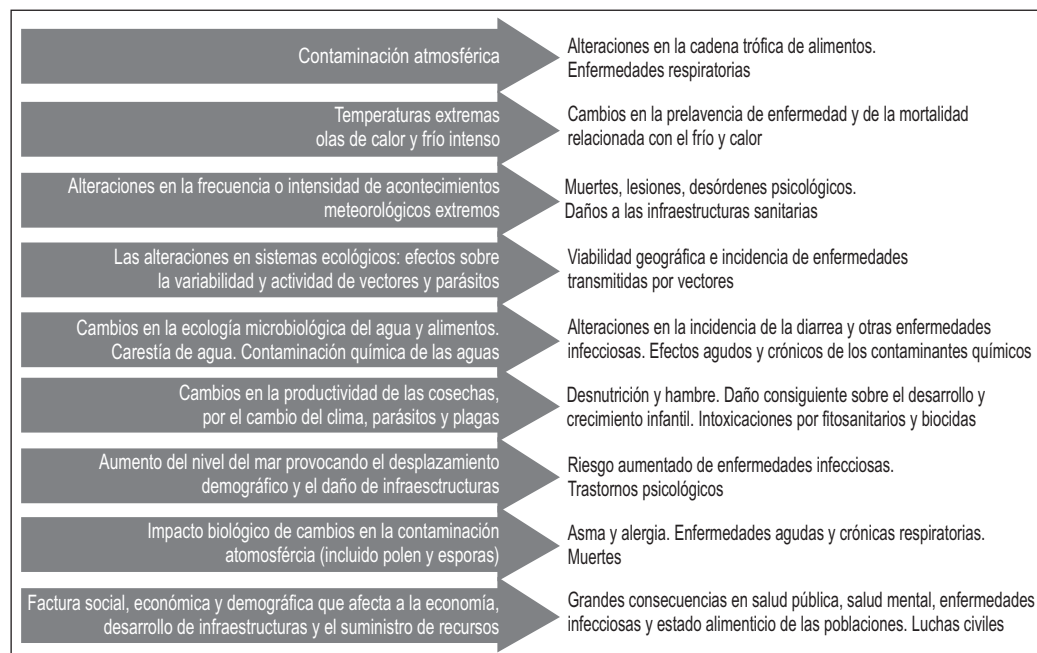 Contaminación atmosférica
Alteraciones en la cadena trófica de alimentos.
Enfermedades respiratorias
Temperaturas extremas
olas de calor y frío intenso
Cambios en la prelavencia de enfermedad y de la mortalidad
relacionada con el frío y calor
Alteraciones en la frecuencia o intensidad de acontecimientos
meteorológicos extremos
Muertes, lesiones, desórdenes psicológicos.
Daños a las infraestructuras sanitarias
Las alteraciones en sistemas ecológicos: efectos sobre
la variabilidad y actividad de vectores y parásitos
Viabilidad geográfica e incidencia de enfermedades
transmitidas por vectores
Cambios en la ecología microbiológica del agua y alimentos.
Carestía de agua. Contaminación química de las aguas
Alteraciones en la incidencia de la diarrea y otras enfermedades
infecciosas. Efectos agudos y crónicos de los contaminantes químicos
Cambios en la productividad de las cosechas,
por el cambio del clima, parásitos y plagas
Desnutrición y hambre. Daño consiguiente sobre el desarrollo y
crecimiento infantil. Intoxicaciones por fitosanitarios y biocidas
Aumento del nivel del mar provocando el desplazamiento
demográfico y el daño de infraesctructuras
Riesgo aumentado de enfermedades infecciosas.
Trastornos psicológicos
Impacto biológico de cambios en la contaminación
atomosfércia (incluido polen y esporas)
Asma y alergia. Enfermedades agudas y crónicas respiratorias.
Muertes
Factura social, económica y demográfica que afecta a la economía,
desarrollo de infraestructuras y el suministro de recursos
Grandes consecuencias en salud pública, salud mental, enfermedades
infecciosas y estado alimenticio de las poblaciones. Luchas civiles